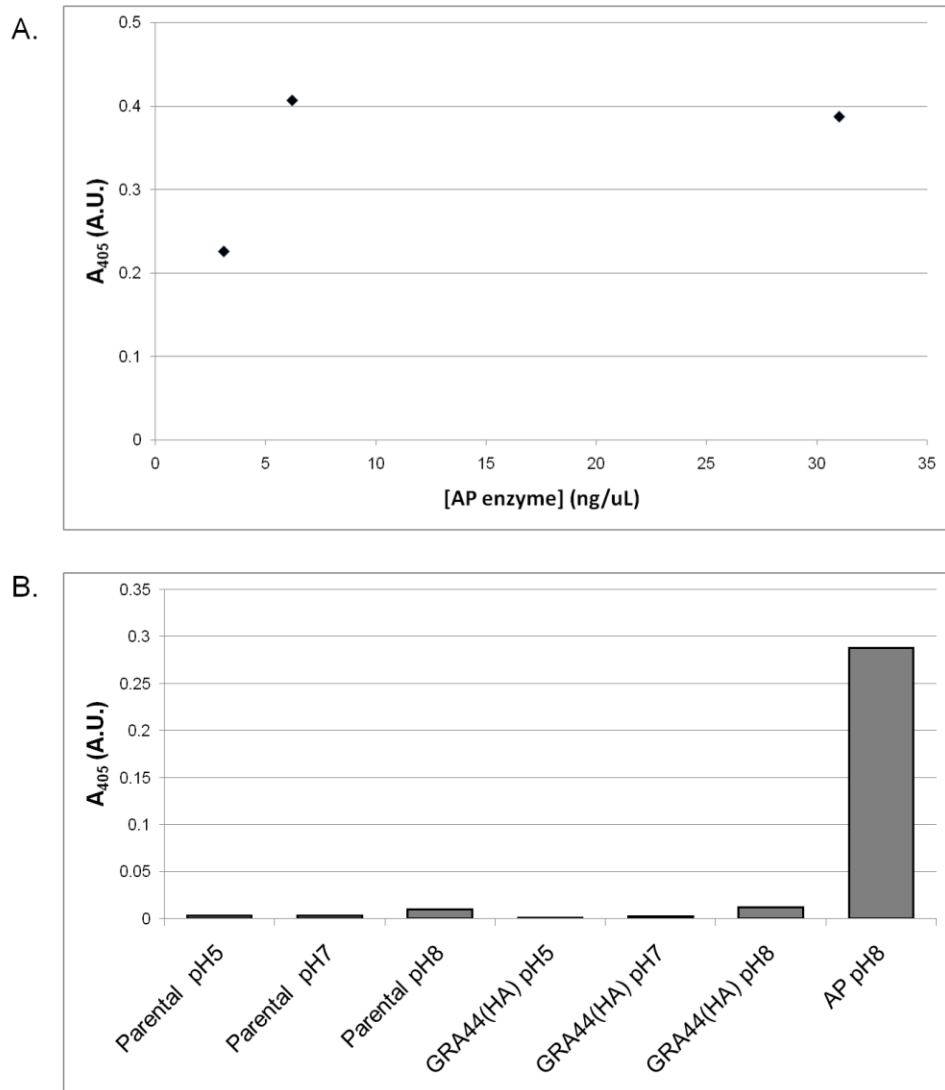 A.
0.5
0.4
0.3
0.2
0.1
0
A₄₀₅ (A.U.)
0 5 10 15 20 25 30 35
[AP enzyme] (ng/uL)
B.
0.35
0.3
0.25
0.2
0.15
0.1
0.05
0
A₄₀₅ (A.U.)
Parental pH5
Parental pH7
Parental pH8
GRA44(HA) pH5
GRA44(HA) pH7
GRA44(HA) pH8
AP pH8